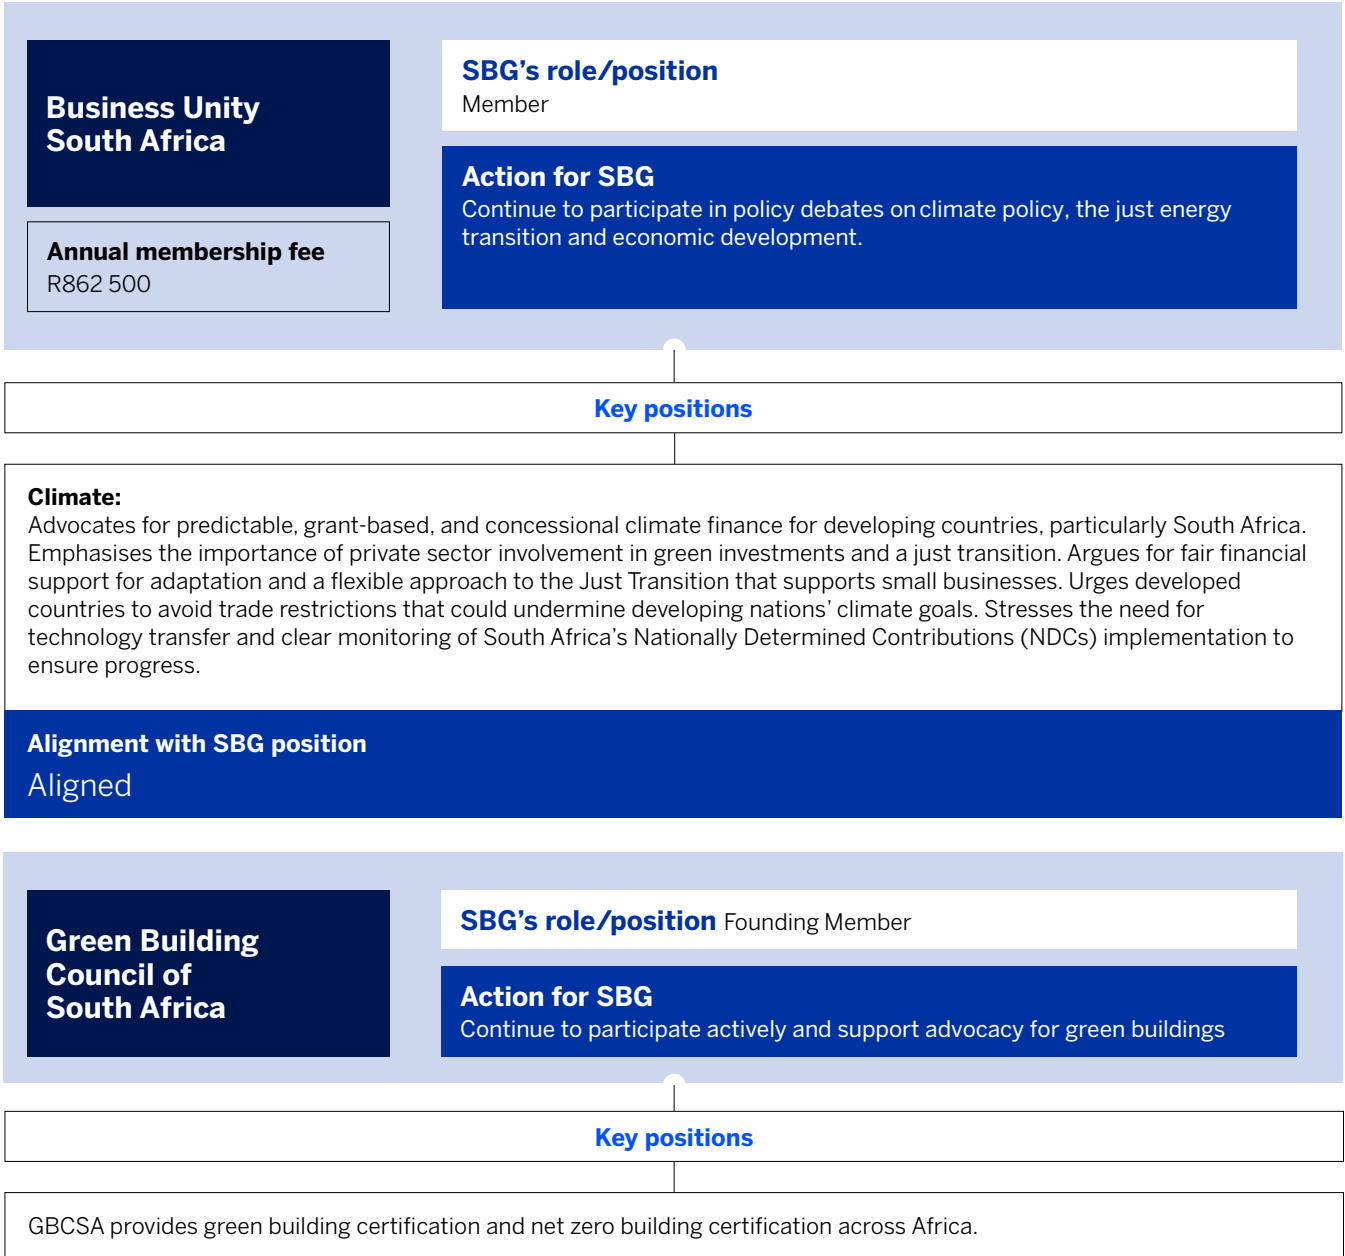 Business Unity
South Africa
Annual membership fee
R862 500
SBG's role/position
Member
Action for SBG
Continue to participate in policy debates on climate policy, the just energy
transition and economic development.
Key positions
Climate:
Advocates for predictable, grant-based, and concessional climate finance for developing countries, particularly South Africa.
Emphasises the importance of private sector involvement in green investments and a just transition. Argues for fair financial
support for adaptation and a flexible approach to the Just Transition that supports small businesses. Urges developed
countries to avoid trade restrictions that could undermine developing nations' climate goals. Stresses the need for
technology transfer and clear monitoring of South Africa's Nationally Determined Contributions (NDCs) implementation to
ensure progress.
Alignment with SBG position
Aligned
Green Building
Council of
South Africa
SBG's role/position Founding Member
Action for SBG
Continue to participate actively and support advocacy for green buildings
Key positions
GBCSA provides green building certification and net zero building certification across Africa.